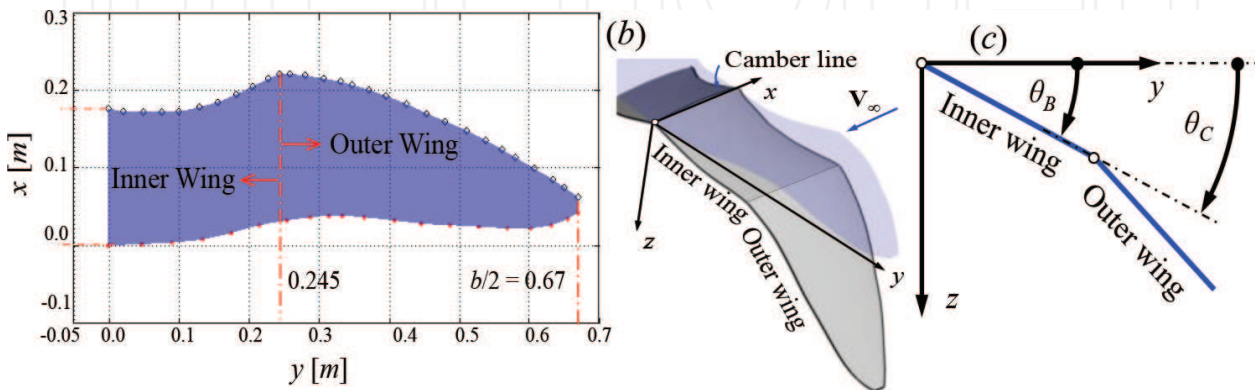 0.3
0.2
0.1
0.0
-0.1
x [m]
-0.05
0.0
0.1
0.2
0.3
0.4
0.5
0.6
0.7
y [m]
Outer Wing
Inner Wing
0.245
b/2 = 0.67
(b)
Camber line
x
V∞
Inner wing
Outer wing
z
y
(c)
y
θB
θC
Inner wing
Outer wing
z